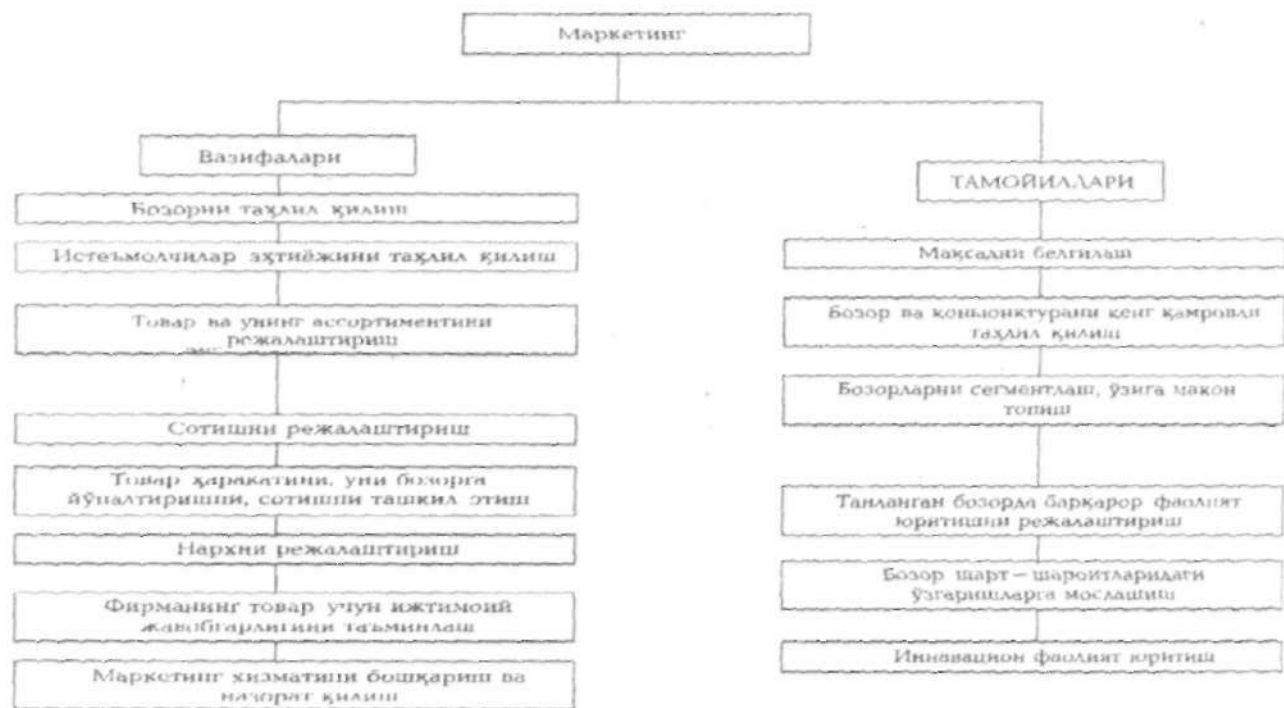 Маркетинг
Вазифалари
Бозорни таҳлил қилиш
Истеъмолчилар эҳтиёжини таҳлил қилиш
Товар ва унинг ассортиментини
режалаштириш
Сотишни режалаштириш
Товар ҳаракатини, уни бозорга
йўналтиришни, сотишни ташкил этиш
Нархни режалаштириш
Фирманинг товар учун ижтимоий
жавобгарлигини таъминлаш
Маркетинг хизматини бошқариш ва
назорат қилиш
ТАМОЙИЛЛАРИ
Мақсадни белгилаш
Бозор ва конъюнктурани кенг қамровли
таҳлил қилиш
Бозорларни сегментлаш, ўзига макон
топиш
Танланган бозорда барқарор фаолият
юритишни режалаштириш
Бозор шарт – шароитларидаги
ўзгаришларга мослашиш
Иннавацион фаолият юритиш